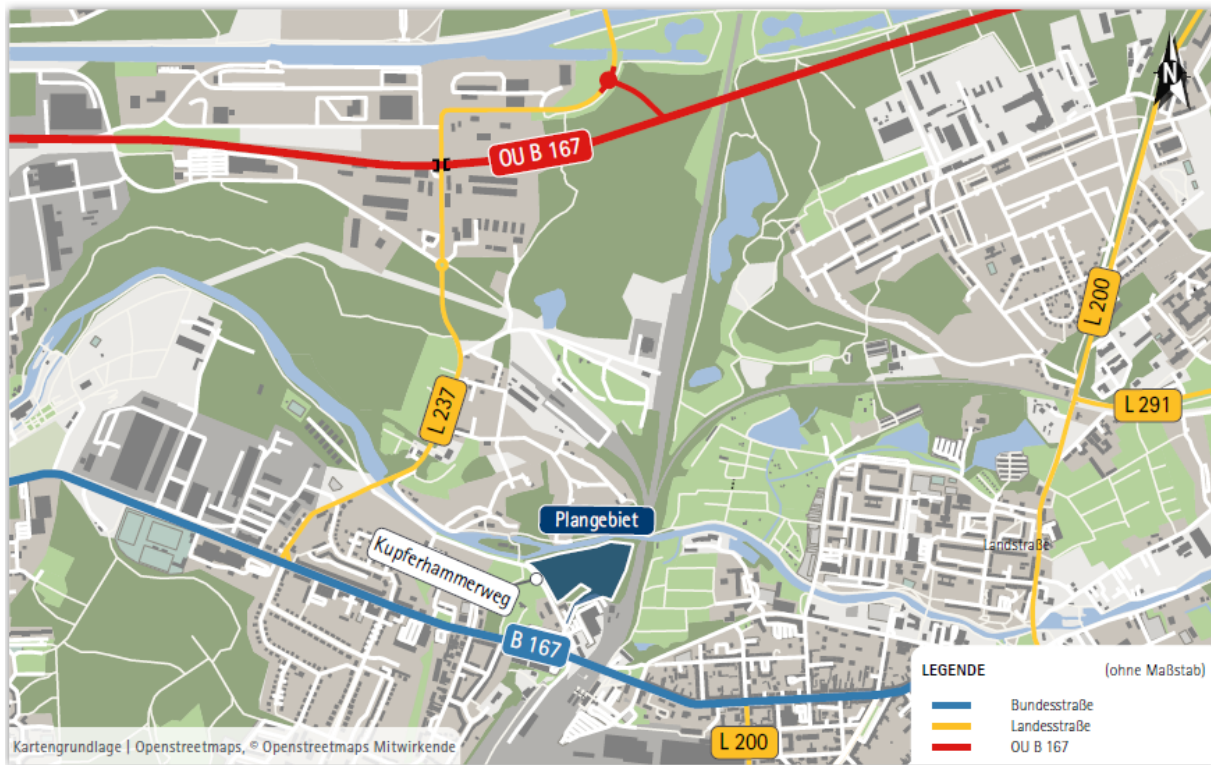 N
OU B 167
L 200
L 237
L 291
Plangebiet
Landstraße
Kupferhammerweg
B 167
L 200
LEGENDE
(ohne Maßstab)
Bundesstraße
Landesstraße
OU B 167
Kartengrundlage | Openstreetmaps, © Openstreetmaps Mitwirkende